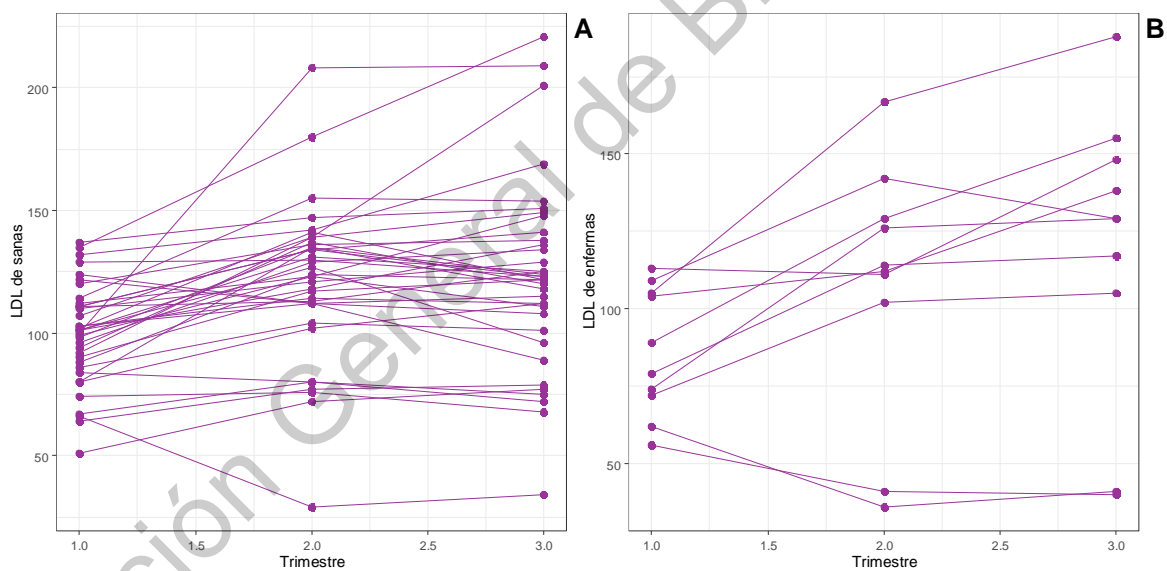 A
B
LDL de sanas
200
150
100
50
1.0 1.5 2.0 2.5 3.0
Trimestre
LDL de enfermas
150
100
50
1.0 1.5 2.0 2.5 3.0
Trimestre
ión General de B